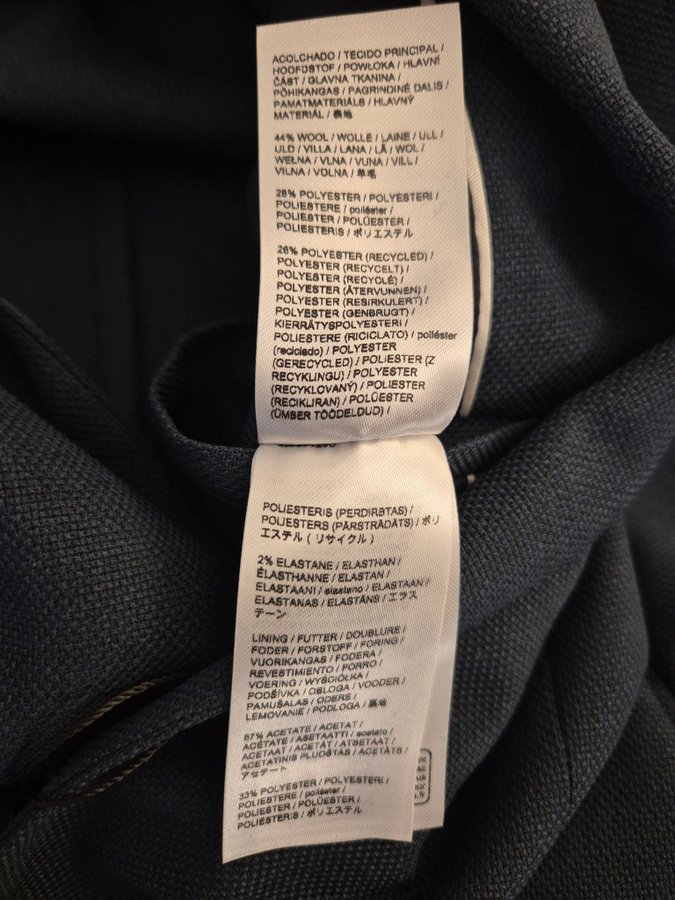 ACOLCHADO / TECIDO PRINCIPAL /
HOOFDSTOF / POWŁOKA / HLAVNÍ
ČÁST / GLAVNA TKANINA /
PÕHIKANGAS / PAGRINDINĖ DALIS /
PAMATMATERIĀLS / HLAVNÝ
MATERIÁL / 表地
44% WOOL / WOLLE / LAINE / ULL /
ULD / VILLA / LANA / LÃ / WOL /
WEŁNA / VLNA / VUNA / VILL /
VILNA / VOLNA / 羊毛
26% POLYESTER / POLYESTERI /
POLIESTERE / poliéster /
POLIESTER / POLÜESTER /
POLIESTERIS / ポリエステル
26% POLYESTER (RECYCLED) /
POLYESTER (RECYCELT) /
POLYESTER (RECYCLÉ) /
POLYESTER (ÅTERVUNNEN) /
POLYESTER (RESIRKULERT) /
POLYESTER (GENBRUGT) /
KIERRÄTYSPOLYESTERI /
POLIESTERE (RICICLATO) / poliéster
(reciclado) / POLYESTER
(GERECYCLED) / POLIESTER (Z
RECYKLINGU) / POLYESTER
(RECYKLOVANÝ) / POLIESTER
(RECIKLIRAN) / POLÜESTER
(ÜMBER TÖÖDELDUD) /
POLIESTERIS (PERDIRBTAS) /
POLIESTERS (PĀRSTRĀDĀTS) / ポリ
エステル ( リサイクル )
2% ELASTANE / ELASTHAN /
ÉLASTHANNE / ELASTAN /
ELASTAANI / elastano / ELASTAAN /
ELASTANAS / ELASTĀNS / エラス
テーン
LINING / FUTTER / DOUBLURE /
FODER / FORSTOFF / FORING /
VUORIKANGAS / FODERA /
REVESTIMIENTO / FORRO /
VOERING / WYŚCIÓŁKA /
PODŠÍVKA / OBLOGA / VOODER /
PAMUŠALAS / ODERE /
LEMOVANIE / PODLOGA / 裏地
67% ACETATE / ACETAT /
ACÉTATE / ASETAATTI / acetato /
ACETAAT / ACETÁT / ATSETAAT /
ACETATINIS PLUOŠTAS / ACETĀTS /
アセテート
33% POLYESTER / POLYESTERI /
POLIESTERE / poliéster /
POLIESTER / POLÜESTER /
POLIESTERIS / ポリエステル